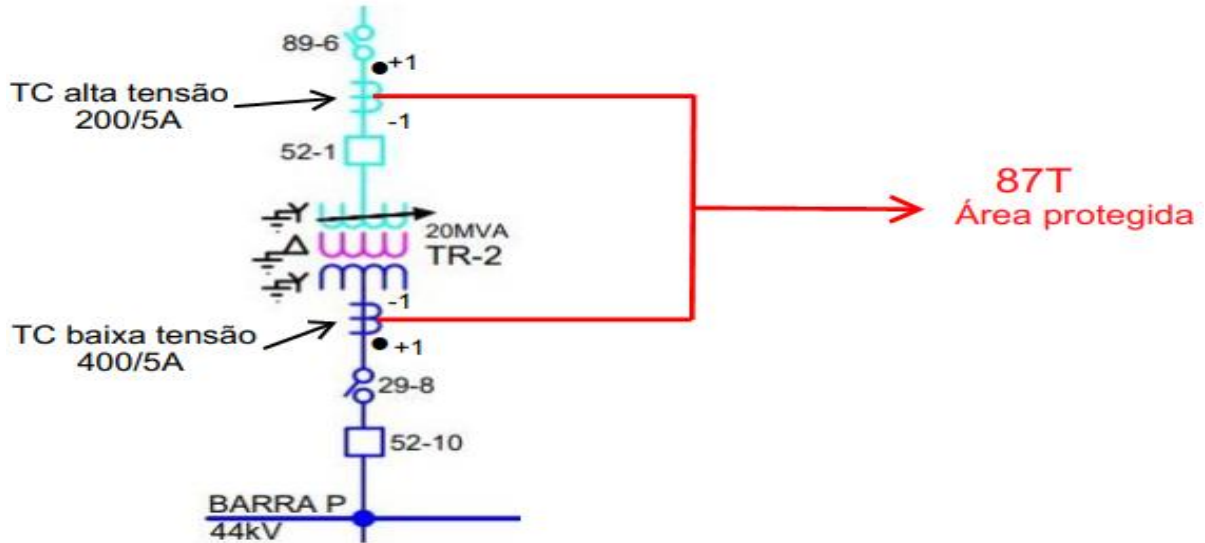 89-6
+1
TC alta tensão
200/5A
-1
52-1
87T
Área protegida
20MVA
TR-2
-1
TC baixa tensão
400/5A
+1
29-8
52-10
BARRA P
44kV